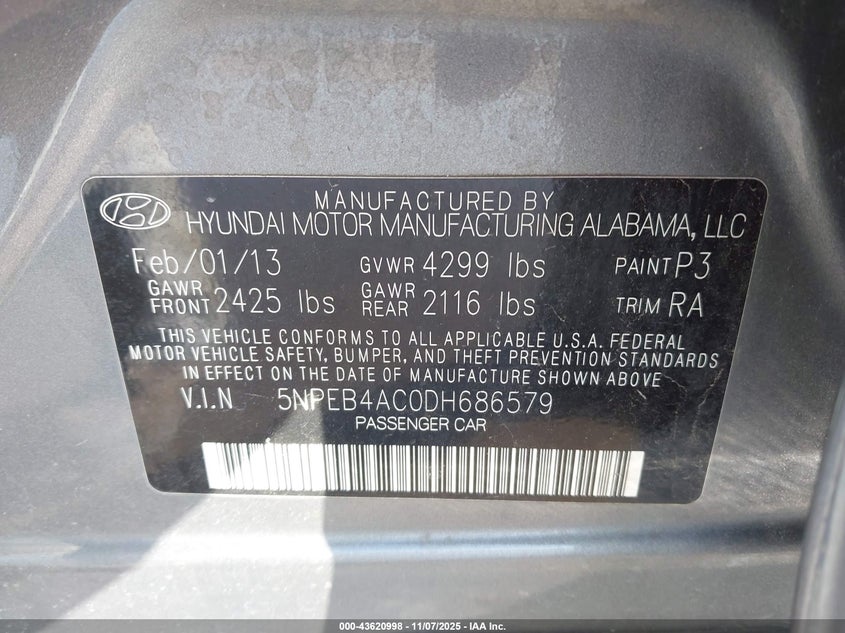 MANUFACTURED BY
HYUNDAI MOTOR MANUFACTURING ALABAMA, LLC
Feb/01/13 GVWR 4299 lbs PAINT P3
GAWR FRONT 2425 lbs GAWR REAR 2116 lbs TRIM RA
THIS VEHICLE CONFORMS TO ALL APPLICABLE U.S.A. FEDERAL
MOTOR VEHICLE SAFETY, BUMPER, AND THEFT PREVENTION STANDARDS
IN EFFECT ON THE DATE OF MANUFACTURE SHOWN ABOVE
V.I.N 5NPEB4AC0DH686579
PASSENGER CAR
000-43620998 - 11/07/2025 - IAA Inc.